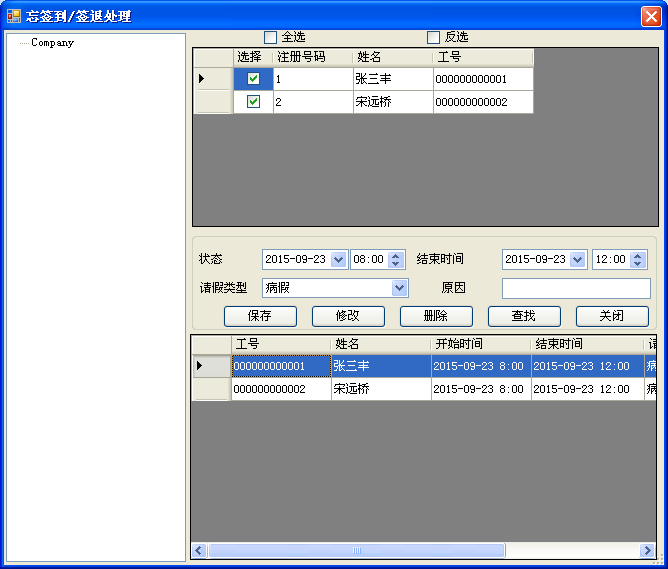 忘签到/签退处理
Company
全选 反选
选择 注册号码 姓名 工号
1 张三丰 000000000001
2 宋远桥 000000000002
状态 2015-09-23 08:00 结束时间 2015-09-23 12:00
请假类型 病假 原因
保存 修改 删除 查找 关闭
工号 姓名 开始时间 结束时间
000000000001 张三丰 2015-09-23 8:00 2015-09-23 12:00
000000000002 宋远桥 2015-09-23 8:00 2015-09-23 12:00